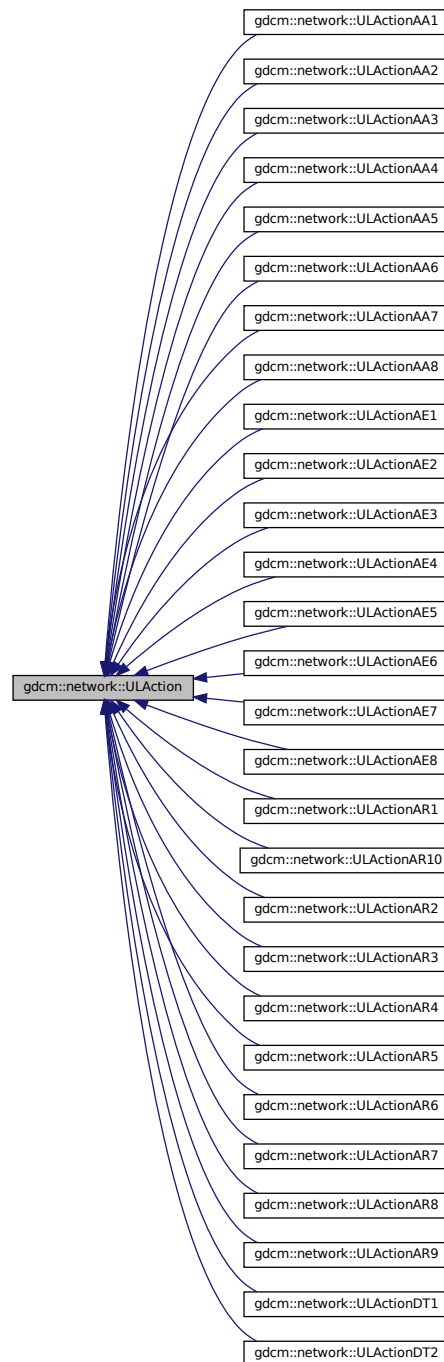 gdcm::network::ULActionAA1
gdcm::network::ULActionAA2
gdcm::network::ULActionAA3
gdcm::network::ULActionAA4
gdcm::network::ULActionAA5
gdcm::network::ULActionAA6
gdcm::network::ULActionAA7
gdcm::network::ULActionAA8
gdcm::network::ULActionAE1
gdcm::network::ULActionAE2
gdcm::network::ULActionAE3
gdcm::network::ULActionAE4
gdcm::network::ULActionAE5
gdcm::network::ULActionAE6
gdcm::network::ULAction
gdcm::network::ULActionAE7
gdcm::network::ULActionAE8
gdcm::network::ULActionAR1
gdcm::network::ULActionAR10
gdcm::network::ULActionAR2
gdcm::network::ULActionAR3
gdcm::network::ULActionAR4
gdcm::network::ULActionAR5
gdcm::network::ULActionAR6
gdcm::network::ULActionAR7
gdcm::network::ULActionAR8
gdcm::network::ULActionAR9
gdcm::network::ULActionDT1
gdcm::network::ULActionDT2